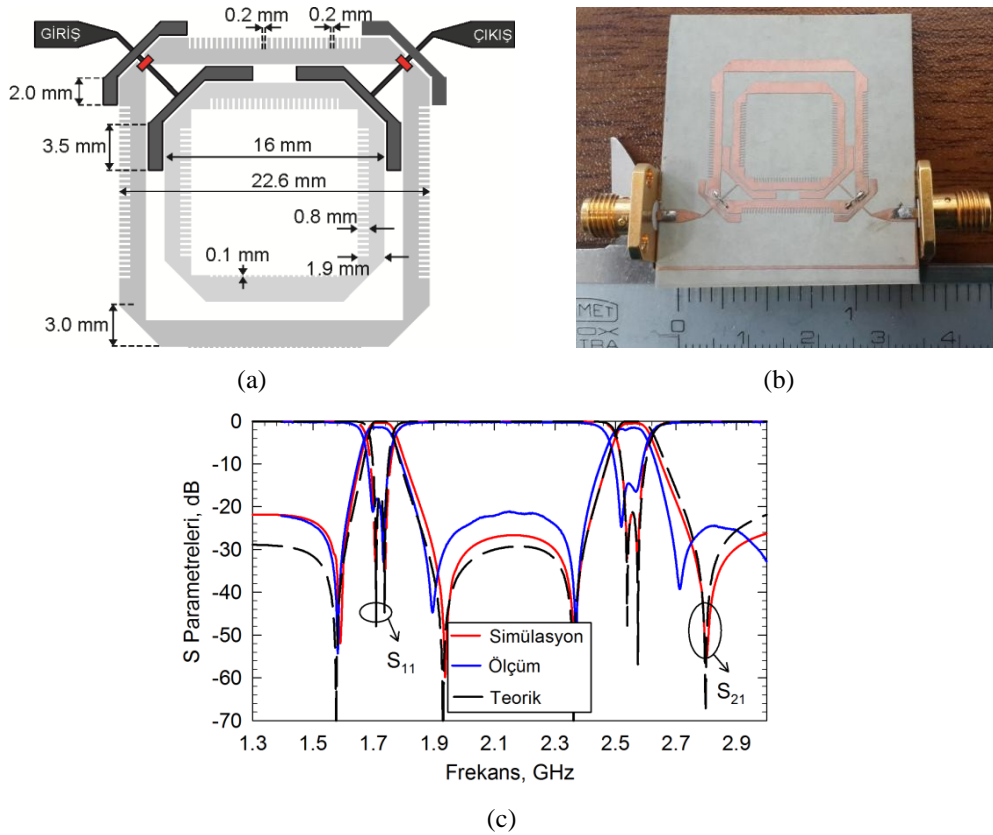 0.2 mm 0.2 mm
GİRİŞ ÇIKIŞ
2.0 mm
3.5 mm
16 mm
22.6 mm
0.8 mm
0.1 mm
1.9 mm
3.0 mm
MET
OX
TRA
0 1 2 3 4
(a) (b)
S Parametreleri, dB
0
-10
-20
-30
-40
-50
-60
-70
S11
S21
Simülasyon
Ölçüm
Teorik
1.3 1.5 1.7 1.9 2.1 2.3 2.5 2.7 2.9
Frekans, GHz
(c)